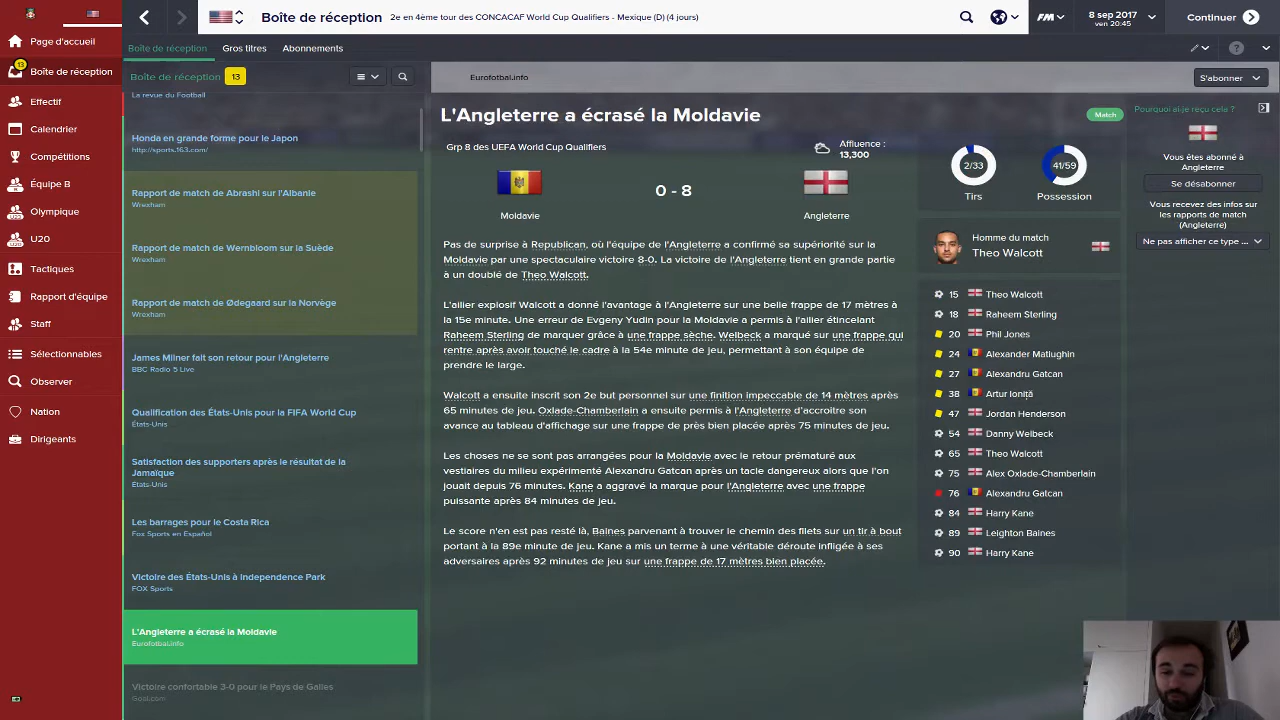 Boîte de réception
2e en 4ème tour des CONCACAF World Cup Qualifiers - Mexique (D) (4 jours)
FM
8 sep 2017
ven 20:45
Continuer
Page d'accueil
13
Boîte de réception
Effectif
Calendrier
Compétitions
Équipe B
Olympique
U20
Tactiques
Rapport d'équipe
Staff
Sélectionnables
Observer
Nation
Dirigeants
Boîte de réception
Gros titres
Abonnements
Boîte de réception
13
La revue du Football
Honda en grande forme pour le Japon
http://sports.163.com/
Rapport de match de Abrashi sur l'Albanie
Wrexham
Rapport de match de Wernbloom sur la Suède
Wrexham
Rapport de match de Ødegaard sur la Norvège
Wrexham
James Milner fait son retour pour l'Angleterre
BBC Radio 5 Live
Qualification des États-Unis pour la FIFA World Cup
États-Unis
Satisfaction des supporters après le résultat de la
Jamaïque
États-Unis
Les barrages pour le Costa Rica
Fox Sports en Español
Victoire des États-Unis à Independence Park
FOX Sports
L'Angleterre a écrasé la Moldavie
Eurofotbal.info
Victoire confortable 3-0 pour le Pays de Galles
Goal.com
Eurofotbal.info
S'abonner
L'Angleterre a écrasé la Moldavie
Match
Grp 8 des UEFA World Cup Qualifiers
Affluence :
13,300
Moldavie
0 - 8
Angleterre
Pas de surprise à Republican, où l'équipe de l'Angleterre a confirmé sa supériorité sur la
Moldavie par une spectaculaire victoire 8-0. La victoire de l'Angleterre tient en grande partie
à un doublé de Theo Walcott.
L'ailier explosif Walcott a donné l'avantage à l'Angleterre sur une belle frappe de 17 mètres à
la 15e minute. Une erreur de Evgeny Yudin pour la Moldavie a permis à l'ailier étincelant
Raheem Sterling de marquer grâce à une frappe sèche. Welbeck a marqué sur une frappe qui
rentre après avoir touché le cadre à la 54e minute de jeu, permettant à son équipe de
prendre le large.
Walcott a ensuite inscrit son 2e but personnel sur une finition impeccable de 14 mètres après
65 minutes de jeu. Oxlade-Chamberlain a ensuite permis à l'Angleterre d'accroitre son
avance au tableau d'affichage sur une frappe de près bien placée après 75 minutes de jeu.
Les choses ne se sont pas arrangées pour la Moldavie avec le retour prématuré aux
vestiaires du milieu expérimenté Alexandru Gatcan après un tacle dangereux alors que l'on
jouait depuis 76 minutes. Kane a aggravé la marque pour l'Angleterre avec une frappe
puissante après 84 minutes de jeu.
Le score n'en est pas resté là, Baines parvenant à trouver le chemin des filets sur un tir à bout
portant à la 89e minute de jeu. Kane a mis un terme à une véritable déroute infligée à ses
adversaires après 92 minutes de jeu sur une frappe de 17 mètres bien placée.
2/33
Tirs
41/59
Possession
Homme du match
Theo Walcott
15 Theo Walcott
18 Raheem Sterling
20 Phil Jones
24 Alexander Matiughin
27 Alexandru Gatcan
38 Artur Ioniță
47 Jordan Henderson
54 Danny Welbeck
65 Theo Walcott
75 Alex Oxlade-Chamberlain
76 Alexandru Gatcan
84 Harry Kane
89 Leighton Baines
90 Harry Kane
Pourquoi ai-je reçu cela ?
Vous êtes abonné à
Angleterre
Se désabonner
Vous recevez des infos sur
les rapports de match
(Angleterre)
Ne pas afficher ce type ...